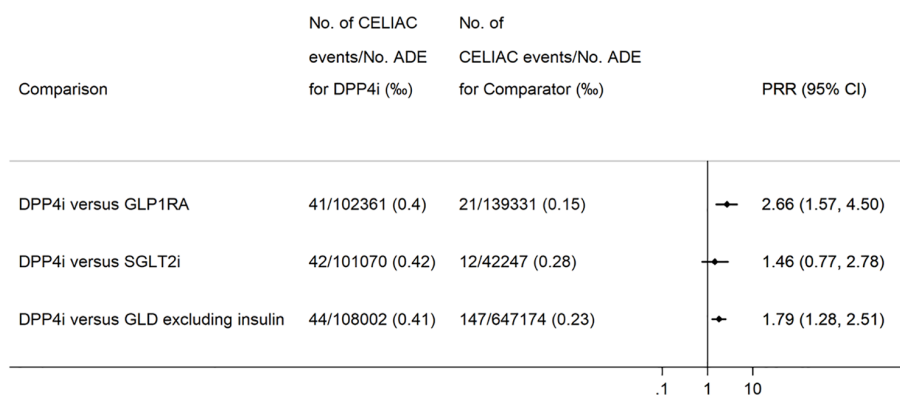 No. of CELIAC No. of
events/No. ADE CELIAC events/No. ADE
Comparison for DPP4i (‰) for Comparator (‰) PRR (95% CI)
DPP4i versus GLP1RA 41/102361 (0.4) 21/139331 (0.15) 2.66 (1.57, 4.50)
DPP4i versus SGLT2i 42/101070 (0.42) 12/42247 (0.28) 1.46 (0.77, 2.78)
DPP4i versus GLD excluding insulin 44/108002 (0.41) 147/647174 (0.23) 1.79 (1.28, 2.51)
.1 1 10